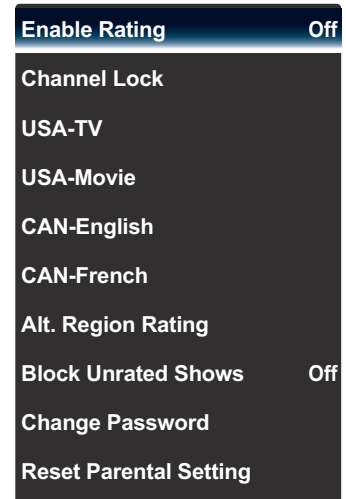 Enable Rating Off
Channel Lock
USA-TV
USA-Movie
CAN-English
CAN-French
Alt. Region Rating
Block Unrated Shows Off
Change Password
Reset Parental Setting